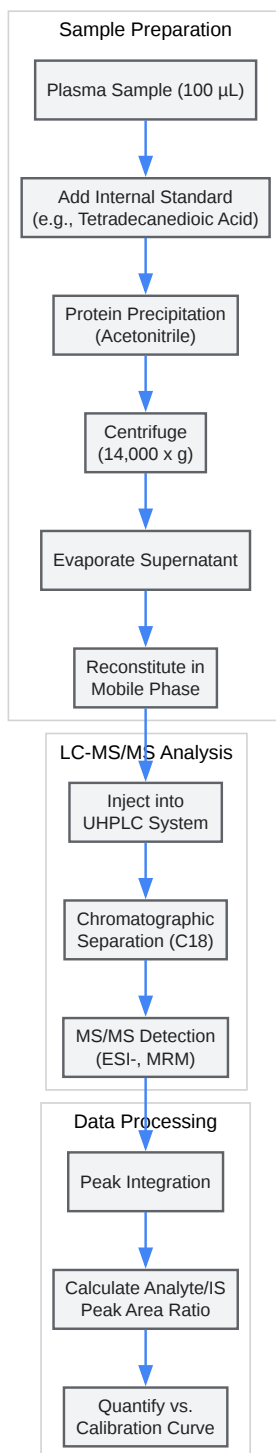 Sample Preparation
Plasma Sample (100 µL)
Add Internal Standard
(e.g., Tetradecanedioic Acid)
Protein Precipitation
(Acetonitrile)
Centrifuge
(14,000 x g)
Evaporate Supernatant
Reconstitute in
Mobile Phase
LC-MS/MS Analysis
Inject into
UHPLC System
Chromatographic
Separation (C18)
MS/MS Detection
(ESI-, MRM)
Data Processing
Peak Integration
Calculate Analyte/IS
Peak Area Ratio
Quantify vs.
Calibration Curve